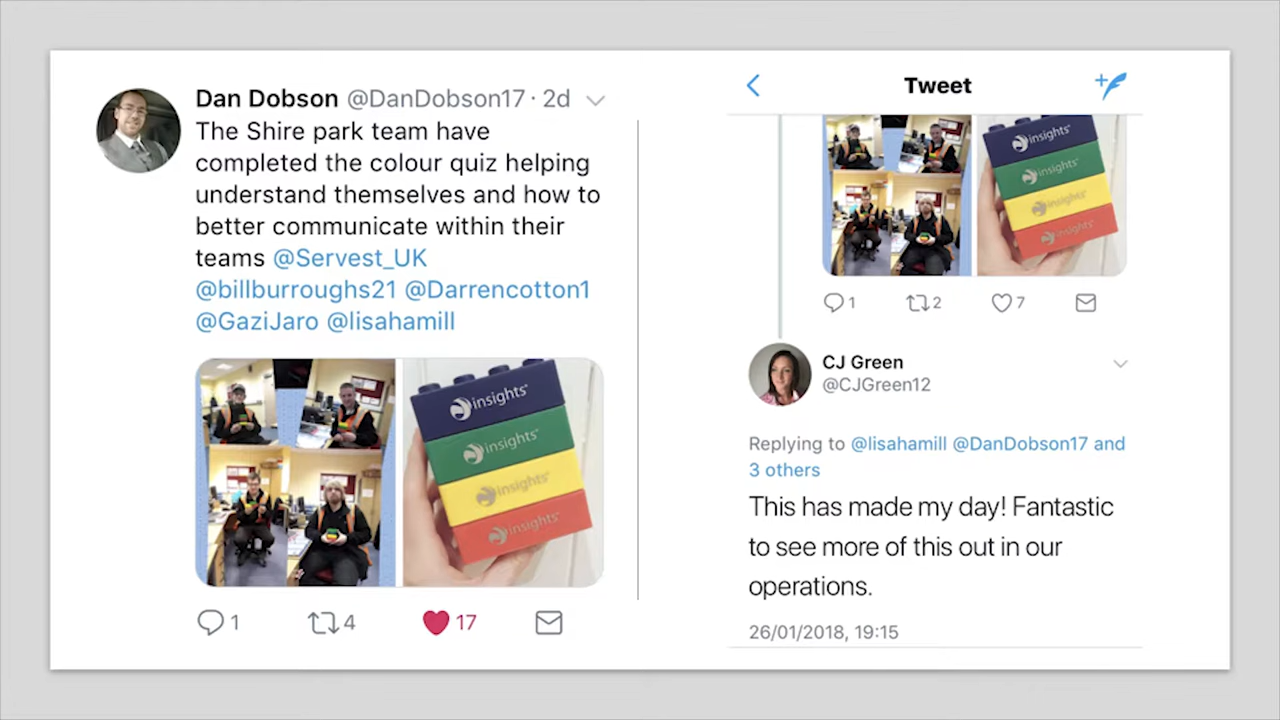 Dan Dobson @DanDobson17 · 2d
The Shire park team have
completed the colour quiz helping
understand themselves and how to
better communicate within their
teams @Servest_UK
@billburroughs21 @Darrencotton1
@GaziJaro @lisahamill
insights
insights
insights
insights
1 4 17
Tweet
insights
insights
insights
insights
1 2 7
CJ Green
@CJGreen12
Replying to @lisahamill @DanDobson17 and
3 others
This has made my day! Fantastic
to see more of this out in our
operations.
26/01/2018, 19:15